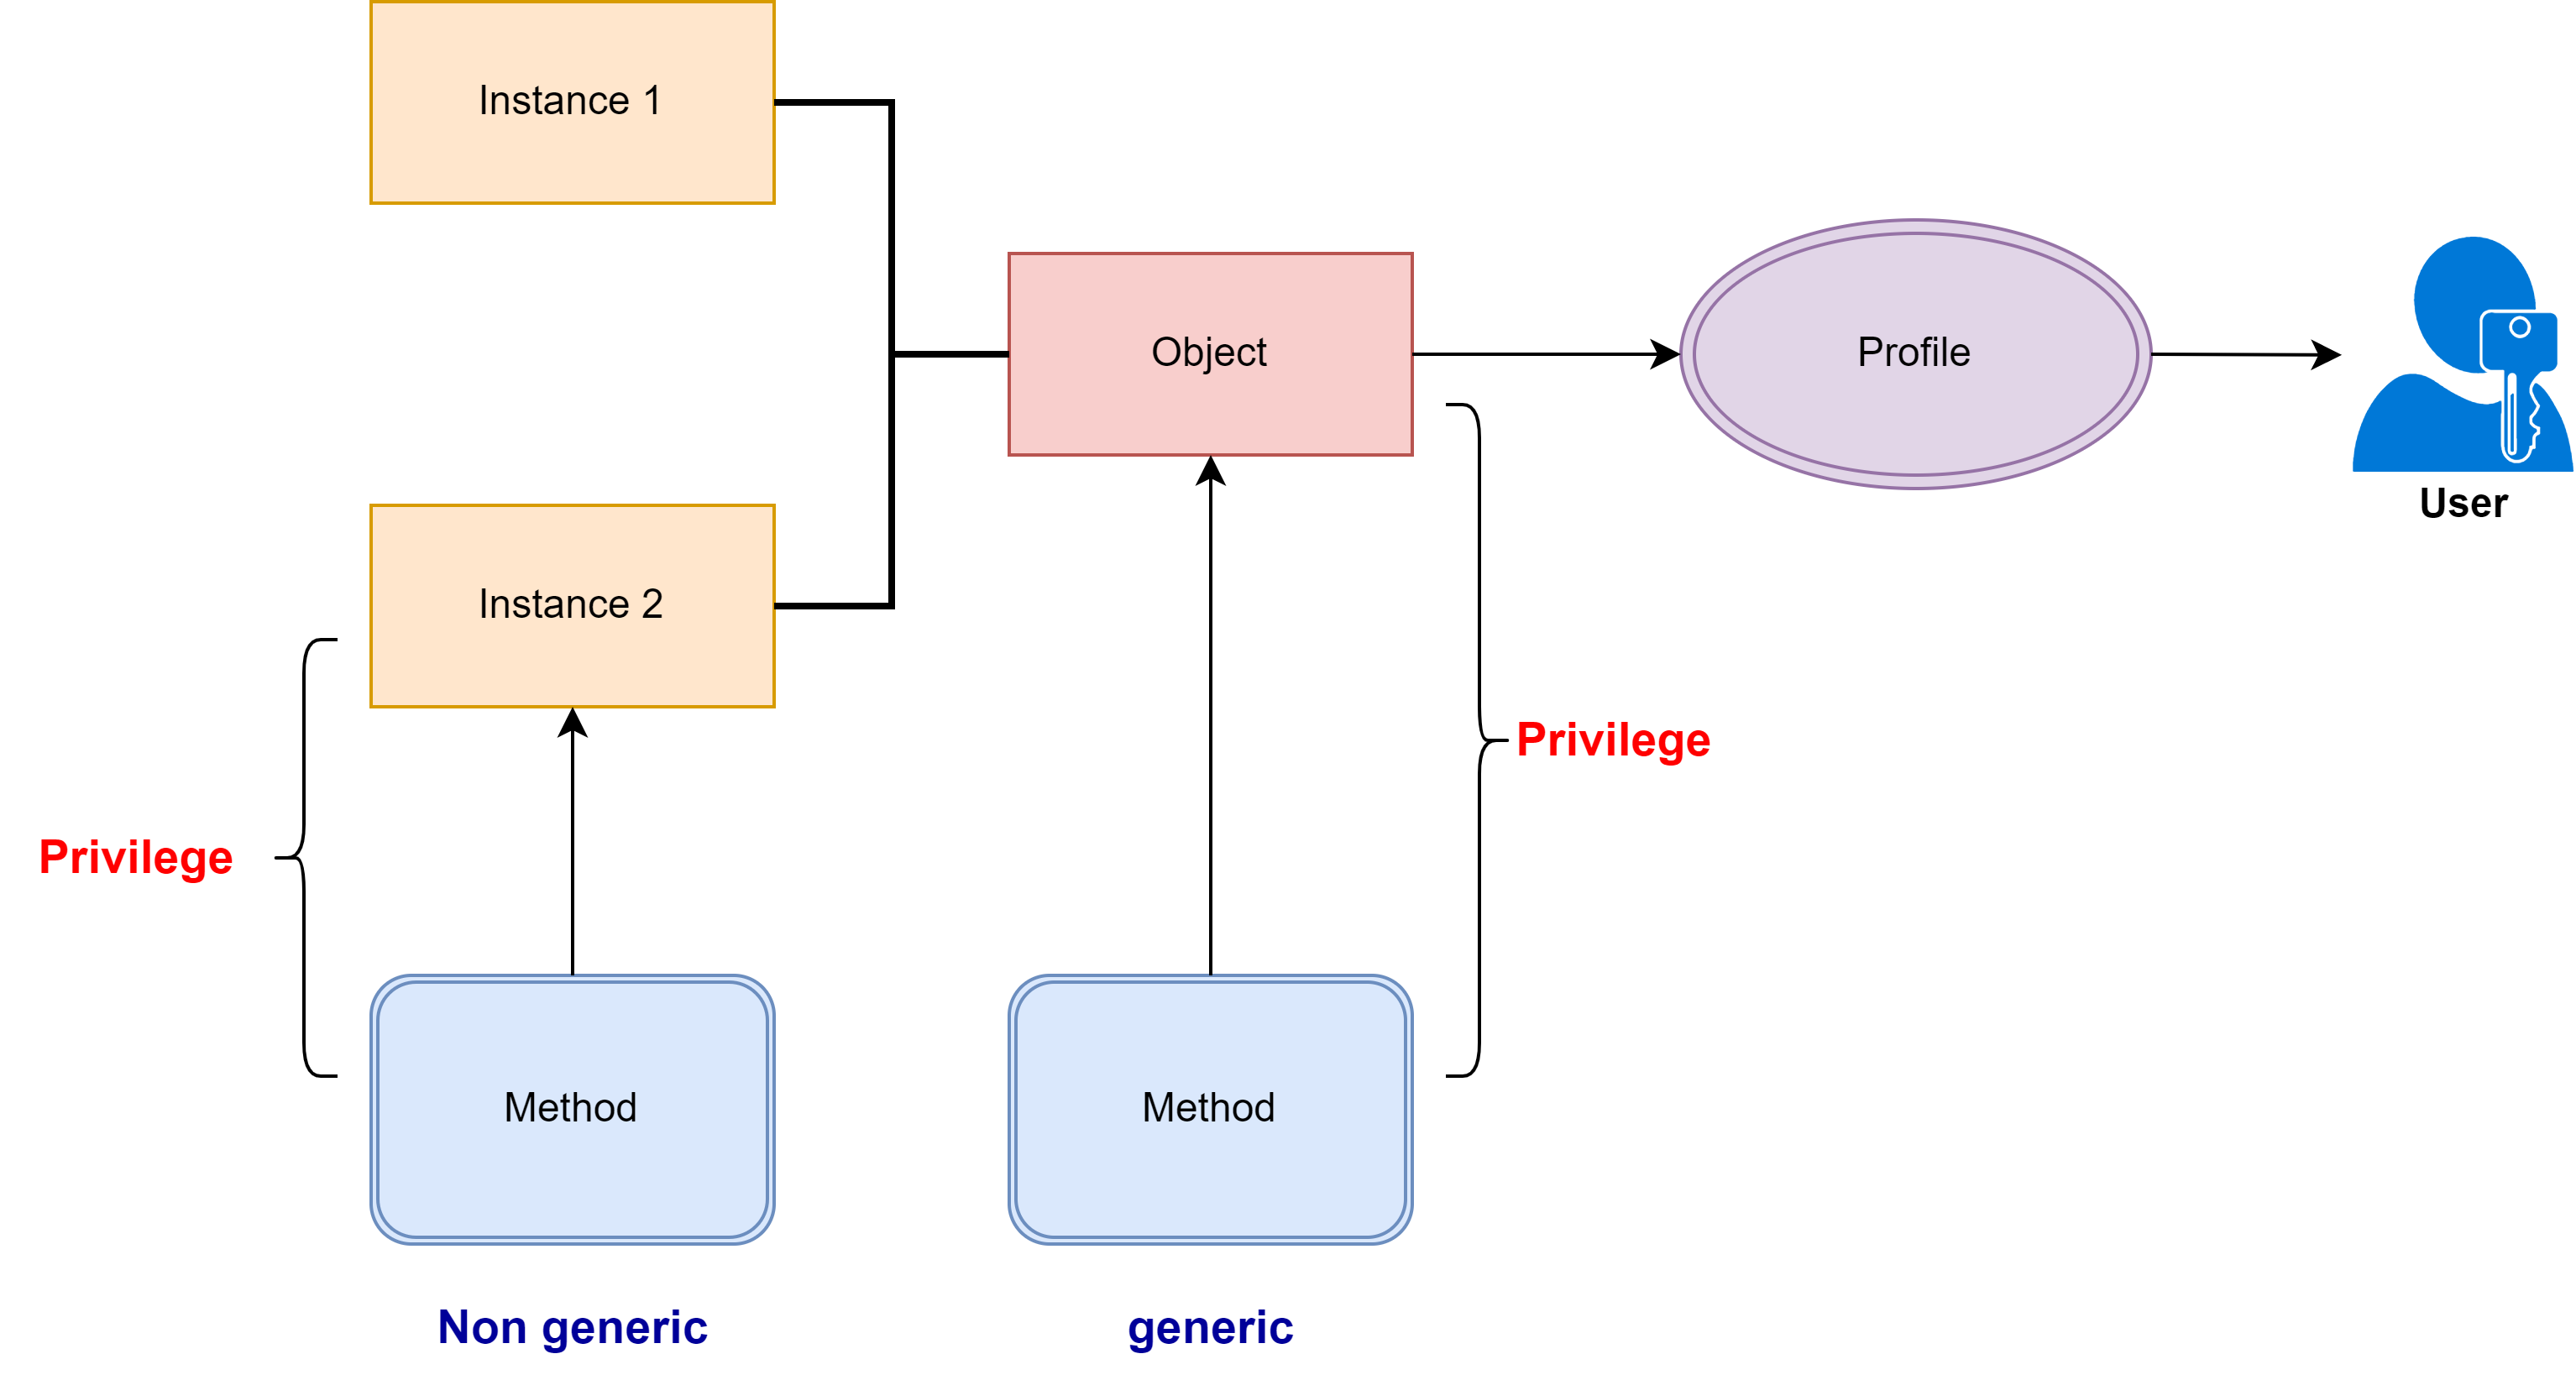 Instance 1
Object
Profile
User
Instance 2
Privilege
Privilege
Method
Method
Non generic
generic